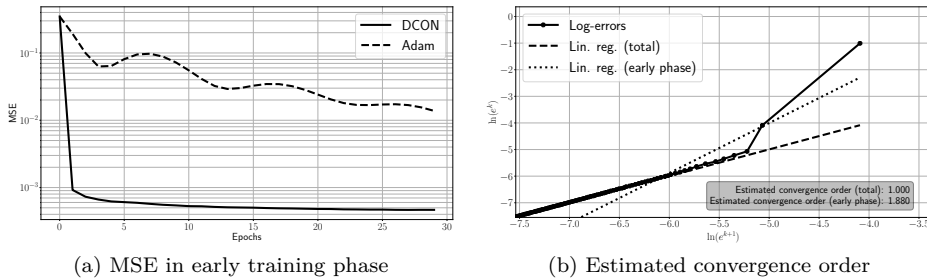 DCON
Adam
10⁻¹
10⁻²
10⁻³
MSE
0 5 10 15 20 25 30
Epochs
(a) MSE in early training phase
Log-errors
Lin. reg. (total)
Lin. reg. (early phase)
0
−1
−2
−3
−4
−5
−6
−7
ln(eᵏ)
Estimated convergence order (total): 1.000
Estimated convergence order (early phase): 1.880
−7.5 −7.0 −6.5 −6.0 −5.5 −5.0 −4.5 −4.0 −3.5
ln(eᵏ⁺¹)
(b) Estimated convergence order